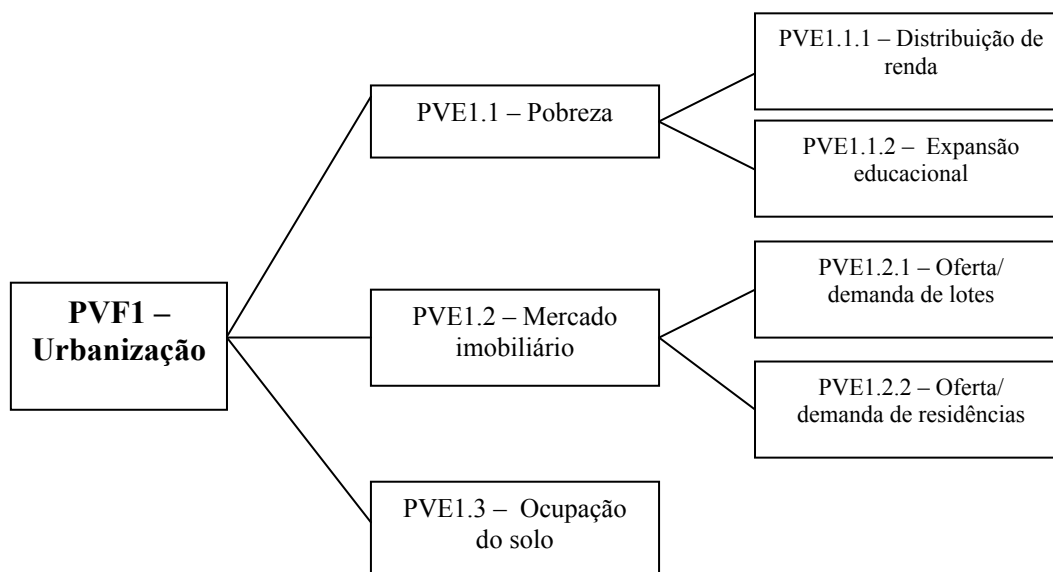 PVE1.1.1 – Distribuição de
renda
PVE1.1 – Pobreza
PVE1.1.2 – Expansão
educacional
PVE1.2.1 – Oferta/
demanda de lotes
PVF1 –
Urbanização
PVE1.2 – Mercado
imobiliário
PVE1.2.2 – Oferta/
demanda de residências
PVE1.3 – Ocupação
do solo